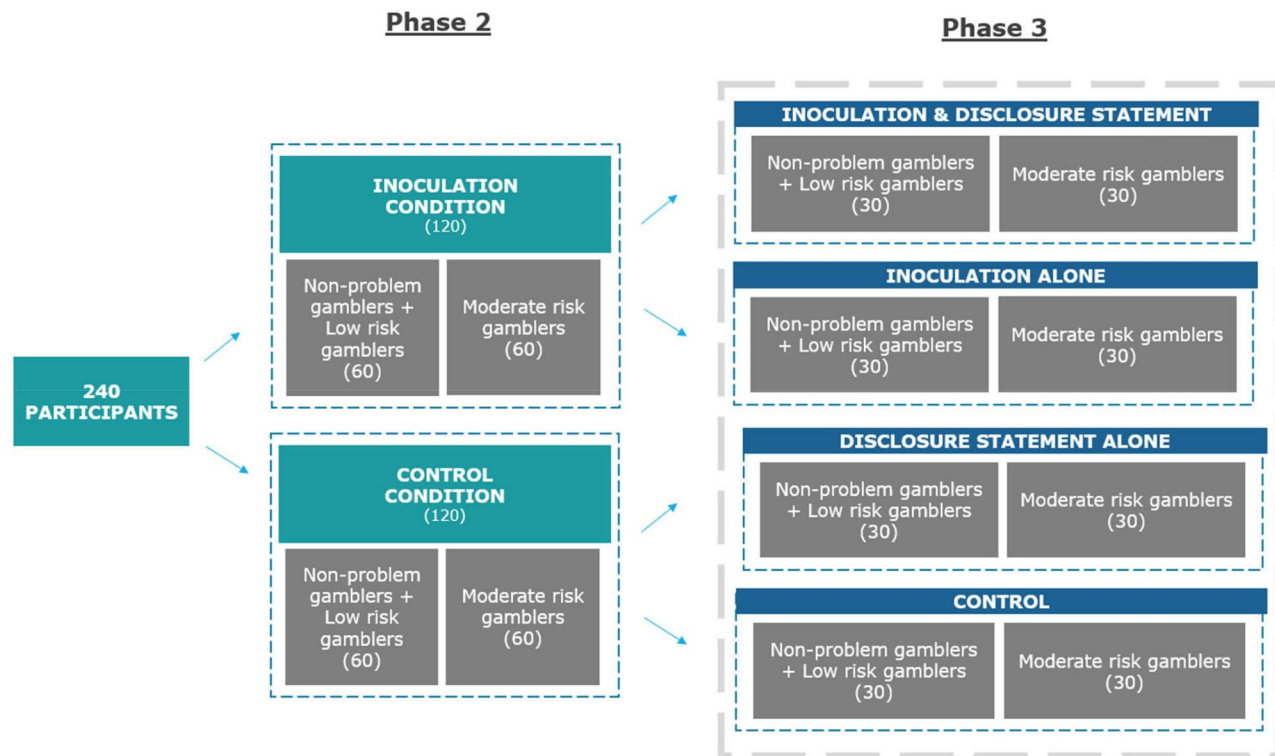 Phase 2
Phase 3
240
PARTICIPANTS
INOCULATION
CONDITION
(120)
Non-problem
gamblers +
Low risk
gamblers
(60)
Moderate risk
gamblers
(60)
CONTROL
CONDITION
(120)
Non-problem
gamblers +
Low risk
gamblers
(60)
Moderate risk
gamblers
(60)
INOCULATION & DISCLOSURE STATEMENT
Non-problem gamblers
+ Low risk gamblers
(30)
Moderate risk gamblers
(30)
INOCULATION ALONE
Non-problem gamblers
+ Low risk gamblers
(30)
Moderate risk gamblers
(30)
DISCLOSURE STATEMENT ALONE
Non-problem gamblers
+ Low risk gamblers
(30)
Moderate risk gamblers
(30)
CONTROL
Non-problem gamblers
+ Low risk gamblers
(30)
Moderate risk gamblers
(30)